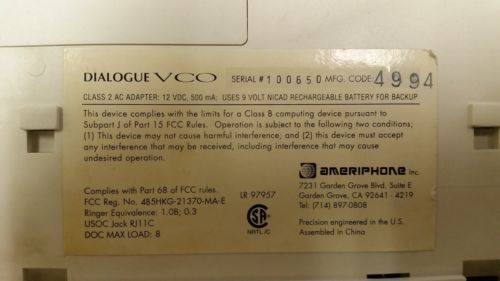 DIALOGUE VCO SERIAL # 100650 MFG. CODE: 4994
CLASS 2 AC ADAPTER: 12 VDC, 500 mA; USES 9 VOLT NICAD RECHARGEABLE BATTERY FOR BACKUP
This device complies with the limits for a Class B computing device pursuant to
Subpart J of Part 15 FCC Rules. Operation is subject to the following two conditions;
(1) This device may not cause harmful interference; and (2) this device must accept
any interference that may be received, including interference that may cause
undesired operation.
AMERIPHONE Inc.
7231 Garden Grove Blvd. Suite E
Garden Grove, CA 92641 - 4219
Tel: (714) 897-0808
Complies with Part 68 of FCC rules.
FCC Reg. No. 485HKG-21370-MA-E
Ringer Equivalence: 1.0B; 0.3
USOC Jack RJ11C
DOC MAX LOAD: 8
LR 97957
SA
NRTL /C
Precision engineered in the U.S.
Assembled in China